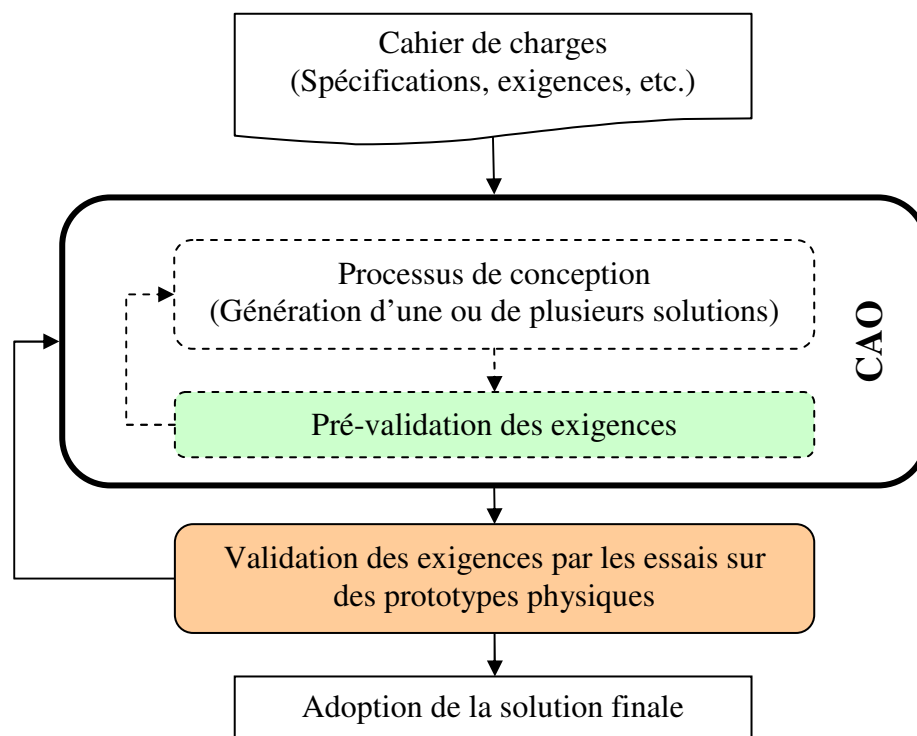 Cahier de charges
(Spécifications, exigences, etc.)
Processus de conception
(Génération d’une ou de plusieurs solutions)
CAO
Pré-validation des exigences
Validation des exigences par les essais sur
des prototypes physiques
Adoption de la solution finale